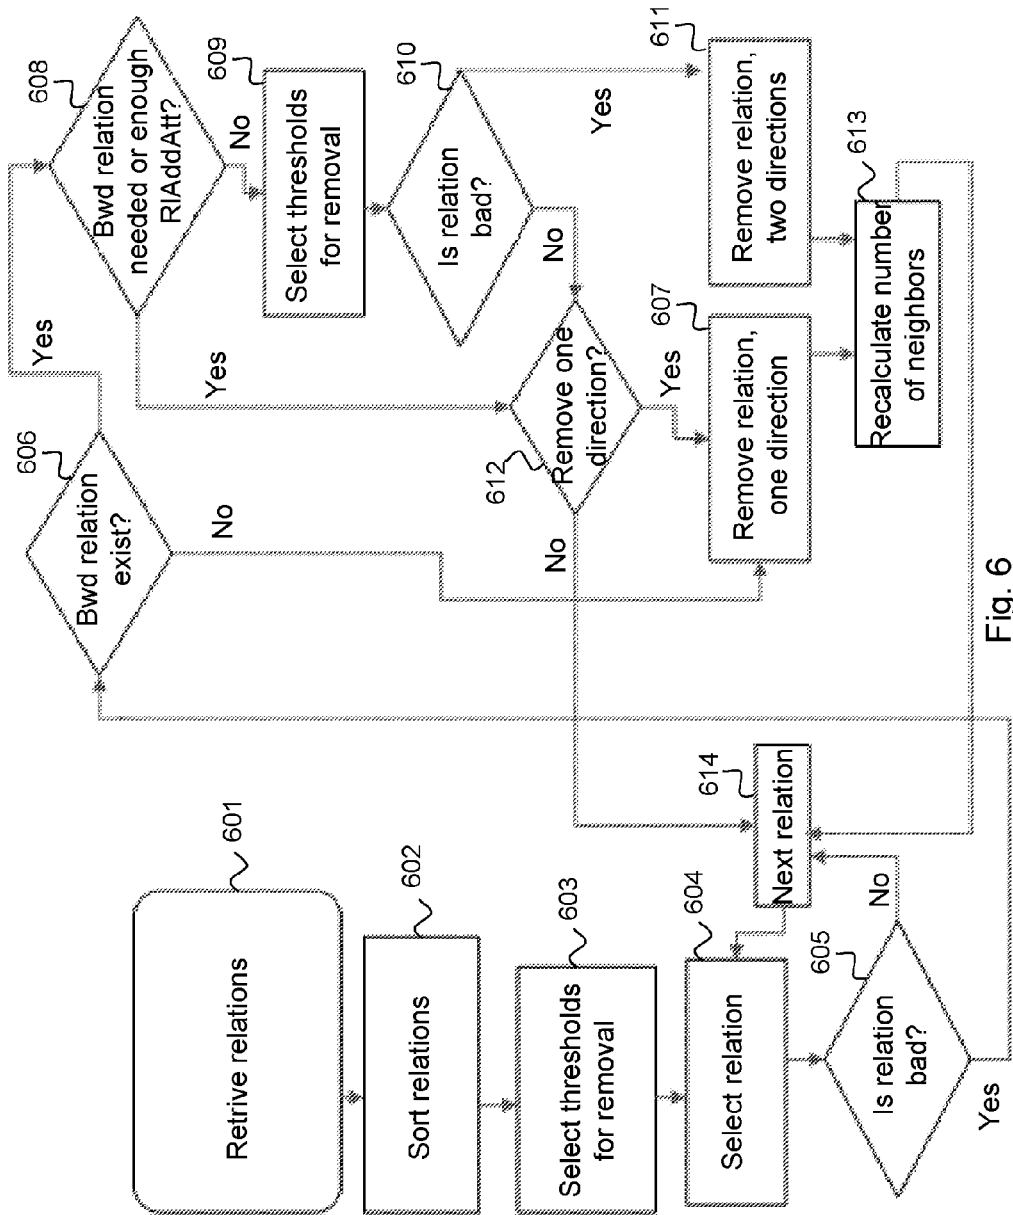 601
Retrive relations
602
Sort relations
603
Select thresholds
for removal
604
Select relation
605
Is relation
bad?
Yes
No
614
Next relation
606
Bwd relation
exist?
Yes
No
608
Bwd relation
needed or enough
RIAddAtt?
Yes
No
609
Select thresholds
for removal
610
Is relation
bad?
Yes
No
612
Remove one
direction?
No
Yes
607
Remove relation,
one direction
611
Remove relation,
two directions
613
Recalculate number
of neighbors
Fig. 6